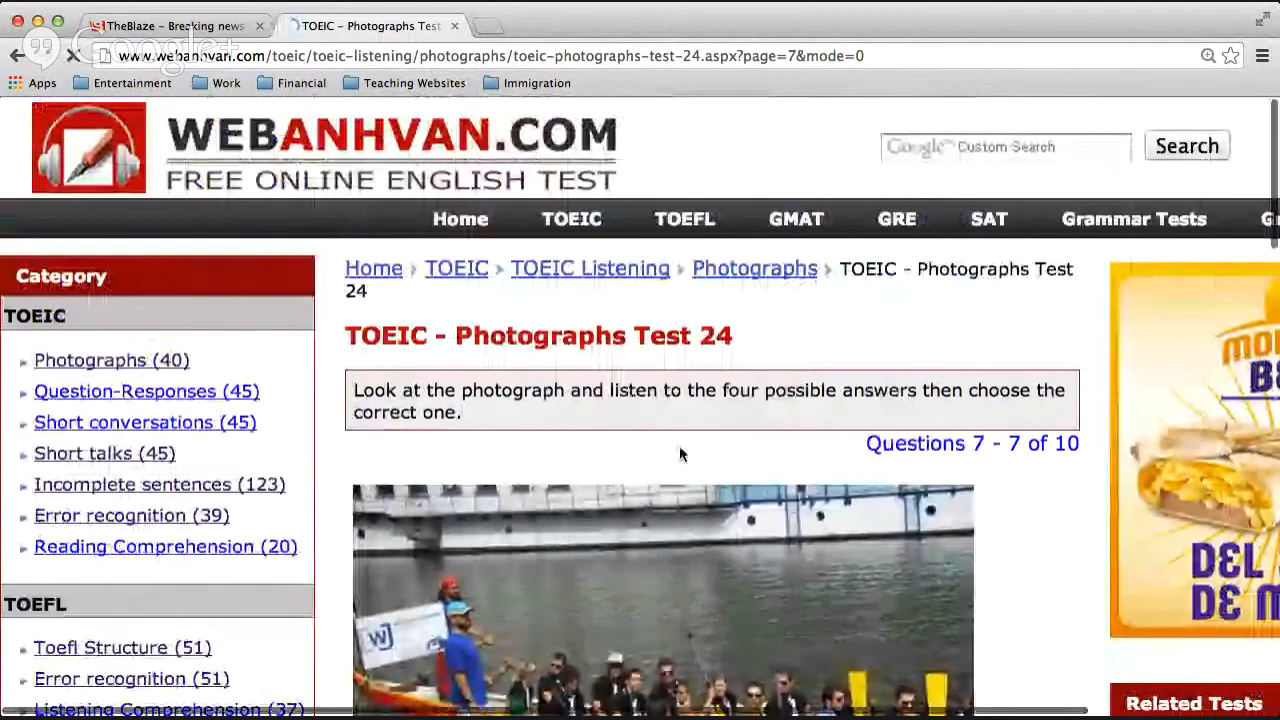 TheBlaze - Breaking news
TOEIC - Photographs Test
Google+
www.webanhvan.com/toeic/toeic-listening/photographs/toeic-photographs-test-24.aspx?page=7&mode=0
Apps Entertainment Work Financial Teaching Websites Immigration
WEBANHVAN.COM
FREE ONLINE ENGLISH TEST
Google™ Custom Search
Search
Home TOEIC TOEFL GMAT GRE SAT Grammar Tests
Category
TOEIC
Photographs (40)
Question-Responses (45)
Short conversations (45)
Short talks (45)
Incomplete sentences (123)
Error recognition (39)
Reading Comprehension (20)
TOEFL
Toefl Structure (51)
Error recognition (51)
Listening Comprehension (37)
Home › TOEIC › TOEIC Listening › Photographs › TOEIC - Photographs Test
24
TOEIC - Photographs Test 24
Look at the photograph and listen to the four possible answers then choose the
correct one.
Questions 7 - 7 of 10
W
DEL
DE M
Related Tests